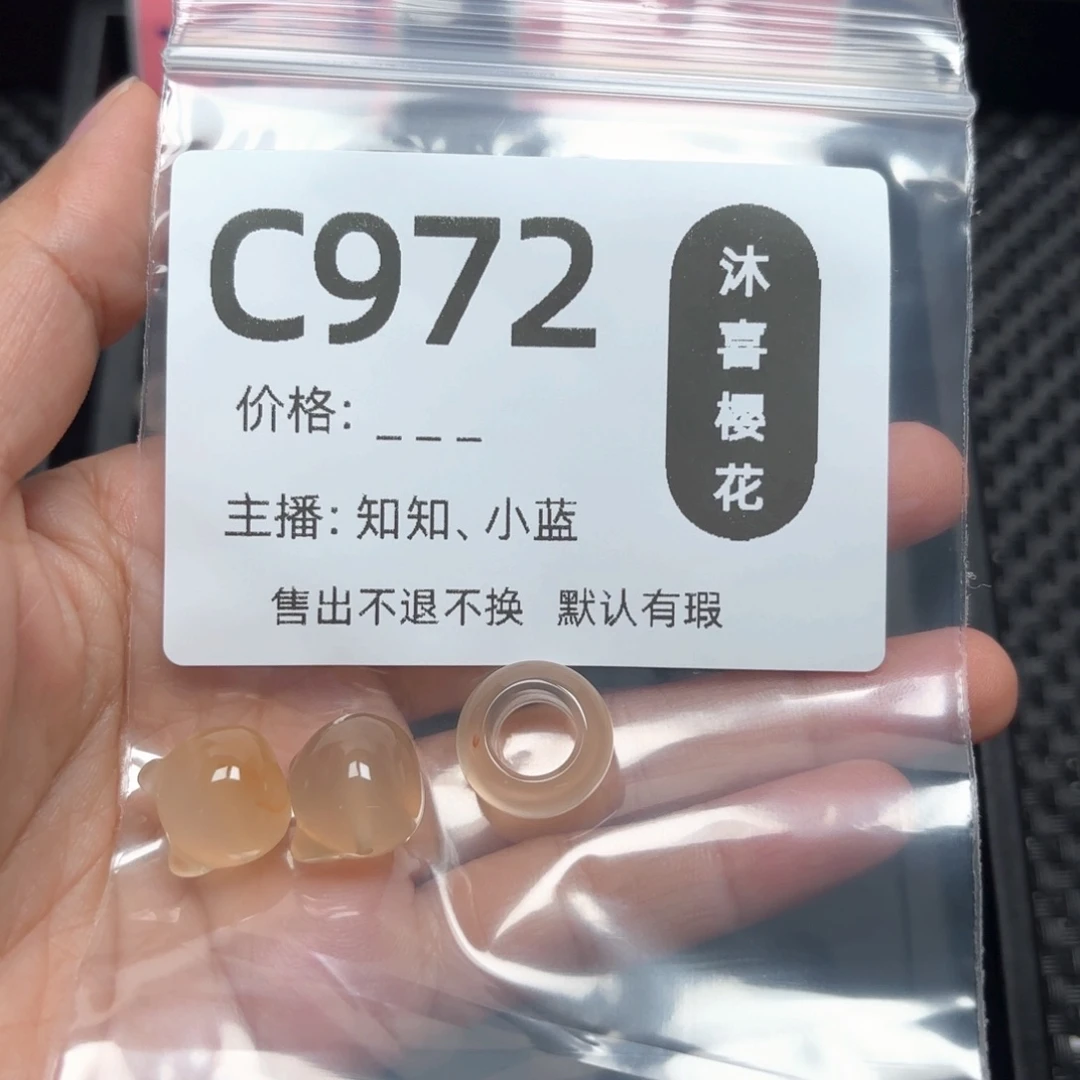 C972
沐喜樱花
价格：_ _ _
主播：知知、小蓝
售出不退不换 默认有瑕